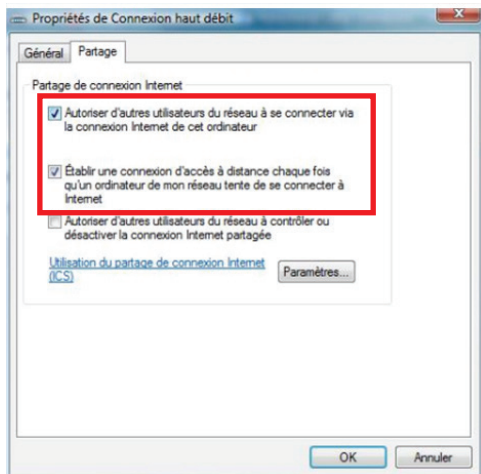 Propriétés de Connexion haut débit
Général Partage
Partage de connexion Internet
Autoriser d'autres utilisateurs du réseau à se connecter via
la connexion Internet de cet ordinateur
Établir une connexion d'accès à distance chaque fois
qu'un ordinateur de mon réseau tente de se connecter à
Internet
Autoriser d'autres utilisateurs du réseau à contrôler ou
désactiver la connexion Internet partagée
Utilisation du partage de connexion Internet
(ICS)
Paramètres...
OK Annuler